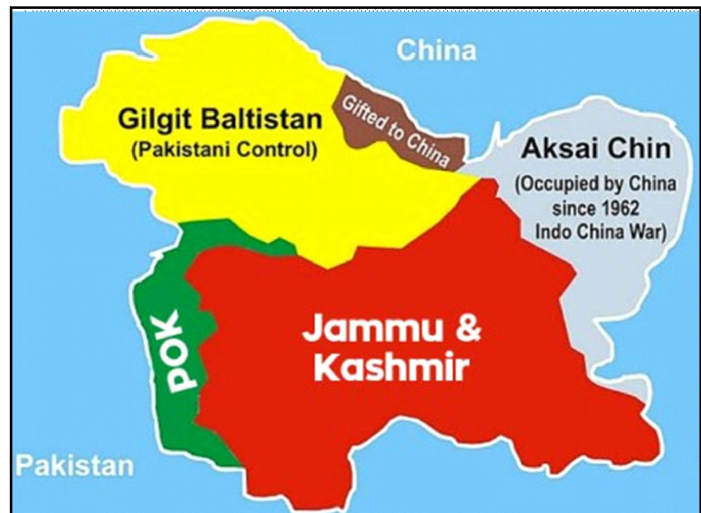 China
Gifted to China
Gilgit Baltistan
(Pakistani Control)
Aksai Chin
(Occupied by China
since 1962
Indo China War)
POK
Jammu &
Kashmir
Pakistan